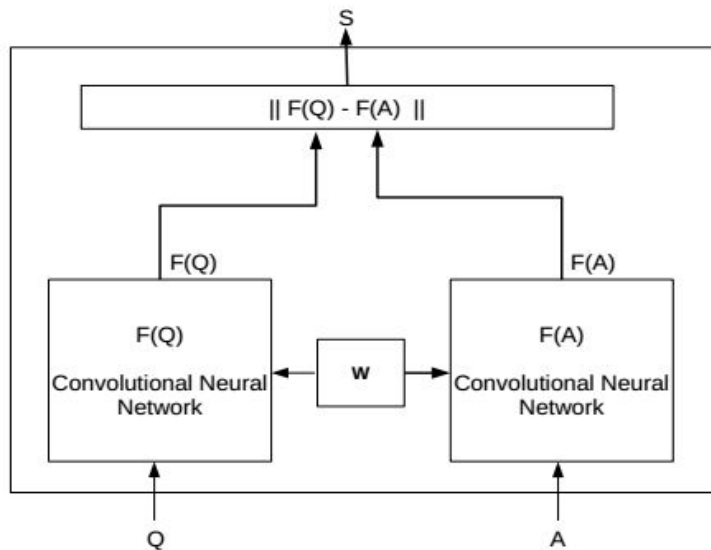 S
|| F(Q) - F(A) ||
F(Q)
F(A)
F(Q)
Convolutional Neural
Network
W
F(A)
Convolutional Neural
Network
Q
A